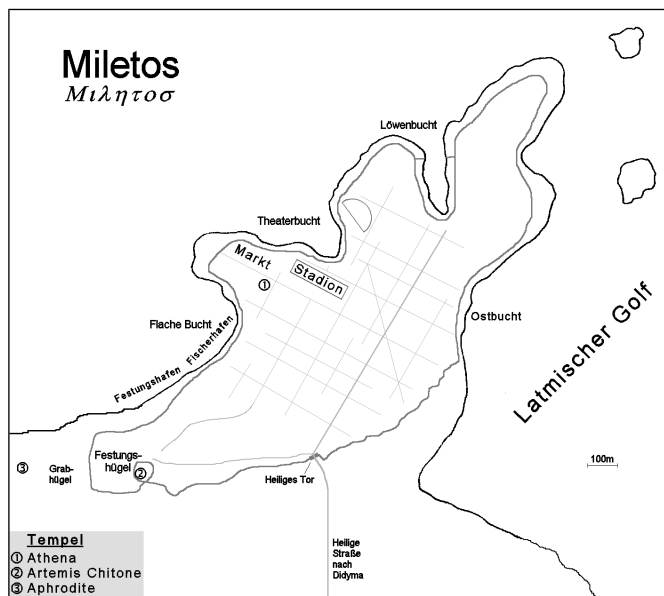 Miletos
Μιλητοσ
Löwenbucht
Theaterbucht
Markt
Stadion
①
Flache Bucht
Fischerhafen
Festungshafen
Ostbucht
Latmischer Golf
Festungs-
hügel
②
③
Grab-
hügel
Heiliges Tor
100m
Heilige
Straße
nach
Didyma
Tempel
① Athena
② Artemis Chitone
③ Aphrodite